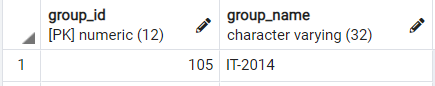 group_id group_name
[PK] numeric (12) character varying (32)
1 105 IT-2014